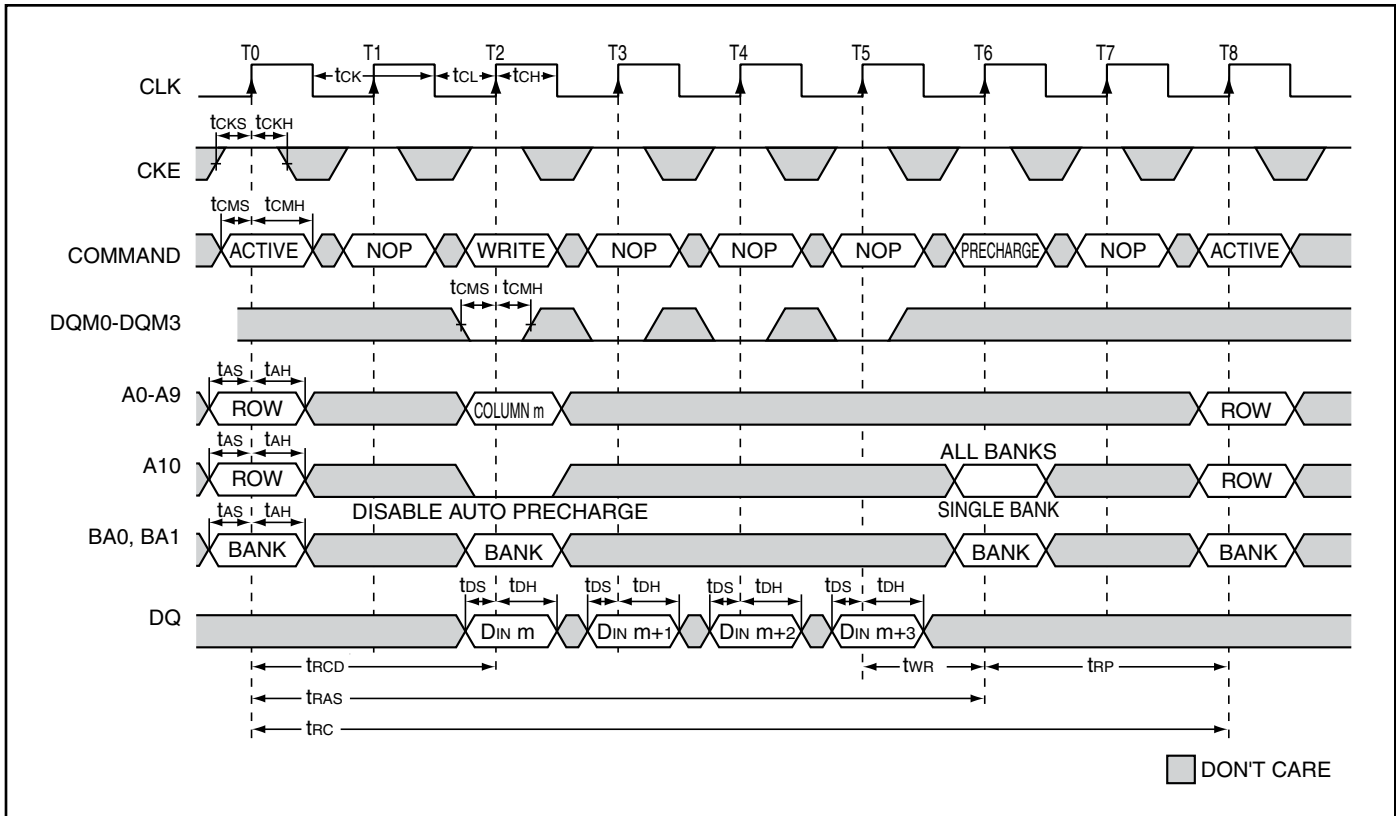 T0 T1 T2 T3 T4 T5 T6 T7 T8
CLK tCK tCL tCH
tCKS tCKH
CKE
tCMS tCMH
COMMAND ACTIVE NOP WRITE NOP NOP NOP PRECHARGE NOP ACTIVE
tCMS tCMH
DQM0-DQM3
tAS tAH
A0-A9 ROW COLUMN m ROW
tAS tAH ALL BANKS
A10 ROW ROW
tAS tAH DISABLE AUTO PRECHARGE SINGLE BANK
BA0, BA1 BANK BANK BANK BANK
tDS tDH tDS tDH tDS tDH tDS tDH
DQ DIN m DIN m+1 DIN m+2 DIN m+3
tRCD tWR tRP
tRAS
tRC
DON'T CARE